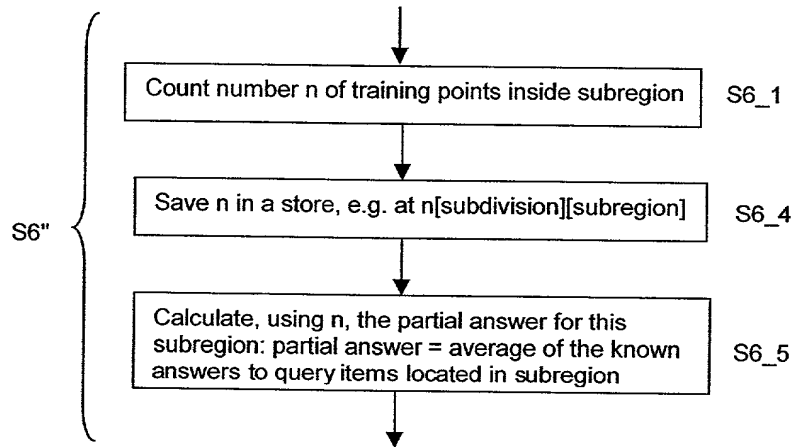 Count number n of training points inside subregion
S6_1
Save n in a store, e.g. at n[subdivision][subregion]
S6_4
S6"
Calculate, using n, the partial answer for this
subregion: partial answer = average of the known
answers to query items located in subregion
S6_5